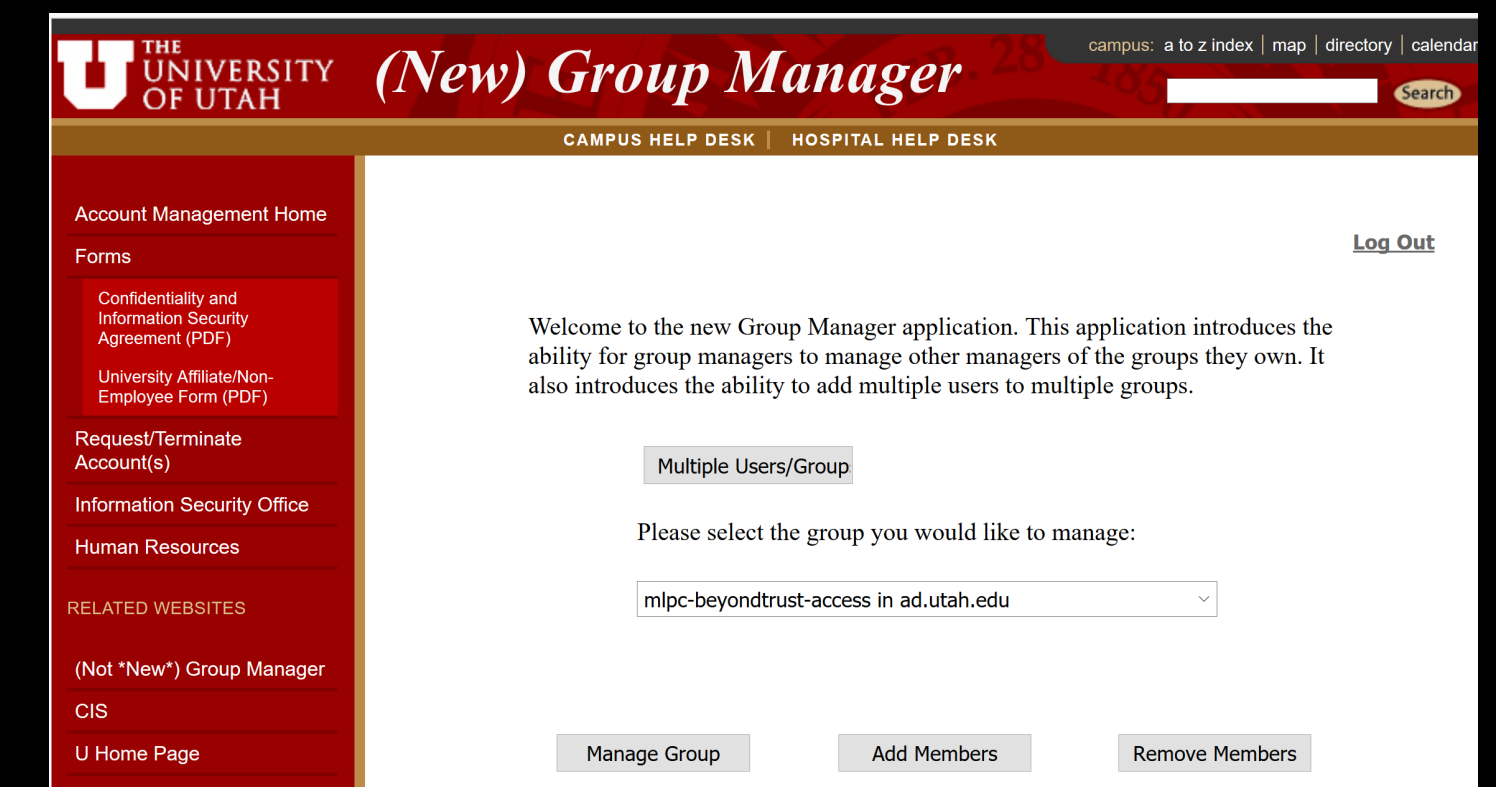 THE
UNIVERSITY
OF UTAH
(New) Group Manager
campus: a to z index | map | directory | calendar
Search
CAMPUS HELP DESK | HOSPITAL HELP DESK
Account Management Home
Forms
Confidentiality and
Information Security
Agreement (PDF)
University Affiliate/Non-
Employee Form (PDF)
Request/Terminate
Account(s)
Information Security Office
Human Resources
RELATED WEBSITES
(Not *New*) Group Manager
CIS
U Home Page
Log Out
Welcome to the new Group Manager application. This application introduces the
ability for group managers to manage other managers of the groups they own. It
also introduces the ability to add multiple users to multiple groups.
Multiple Users/Group
Please select the group you would like to manage:
mlpc-beyondtrust-access in ad.utah.edu
Manage Group
Add Members
Remove Members